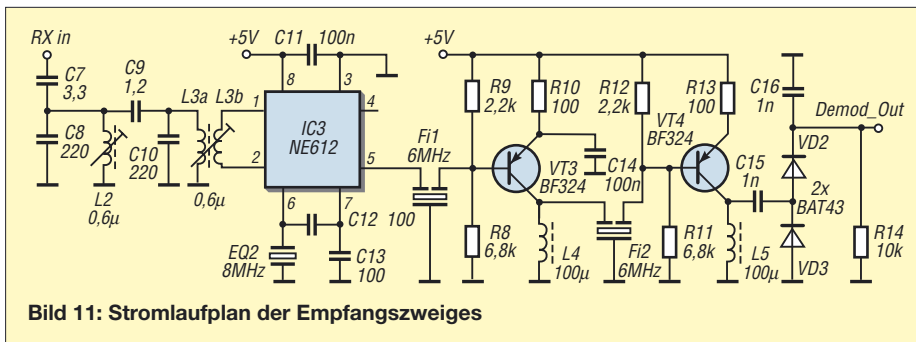 RX in
C7
3,3
C8
220
C9
1,2
L2
0,6µ
C10
220
L3a
L3b
0,6µ
+5V
C11
100n
8
3
1
4
IC3
NE612
2
5
6
7
EQ2
8MHz
C12
100
C13
100
Fi1
6MHz
+5V
R9
2,2k
R10
100
VT3
BF324
C14
100n
R8
6,8k
L4
100µ
Fi2
6MHz
R12
2,2k
R13
100
VT4
BF324
R11
6,8k
L5
100µ
C15
1n
C16
1n
Demod_Out
VD2
2x
BAT43
VD3
R14
10k
Bild 11: Stromlaufplan der Empfangszweiges